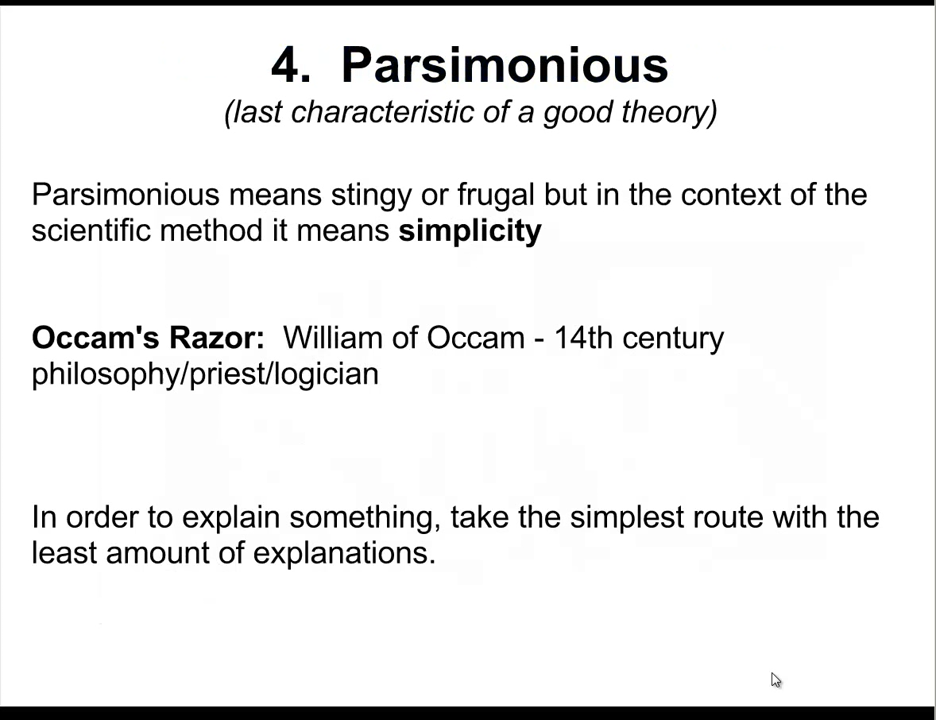 4. Parsimonious
(last characteristic of a good theory)
Parsimonious means stingy or frugal but in the context of the
scientific method it means simplicity
Occam's Razor: William of Occam - 14th century
philosophy/priest/logician
In order to explain something, take the simplest route with the
least amount of explanations.